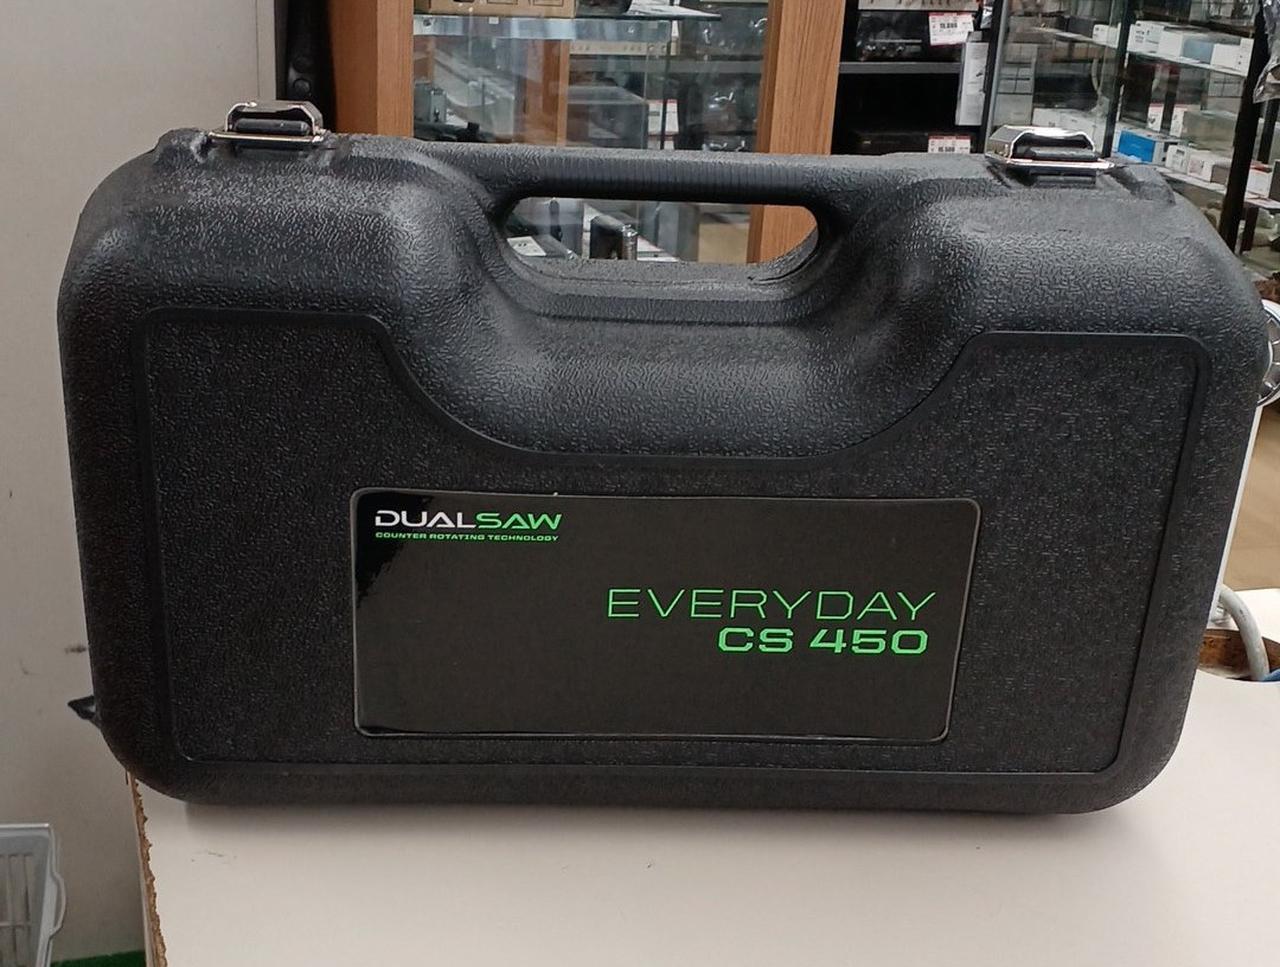 DUALSAW
COUNTER ROTATING TECHNOLOGY
EVERYDAY
CS 450